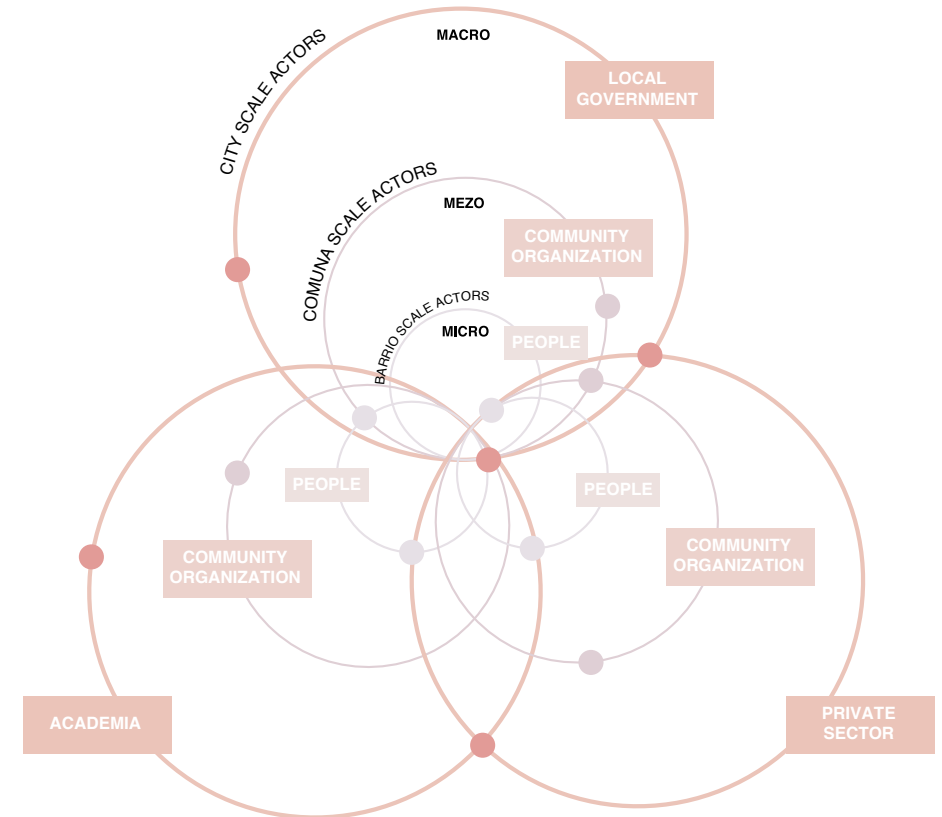 CITY SCALE ACTORS
MACRO
LOCAL
GOVERNMENT
COMUNA SCALE ACTORS
MEZO
COMMUNITY
ORGANIZATION
BARRIO SCALE ACTORS
MICRO
PEOPLE
PEOPLE
PEOPLE
COMMUNITY
ORGANIZATION
COMMUNITY
ORGANIZATION
ACADEMIA
PRIVATE
SECTOR